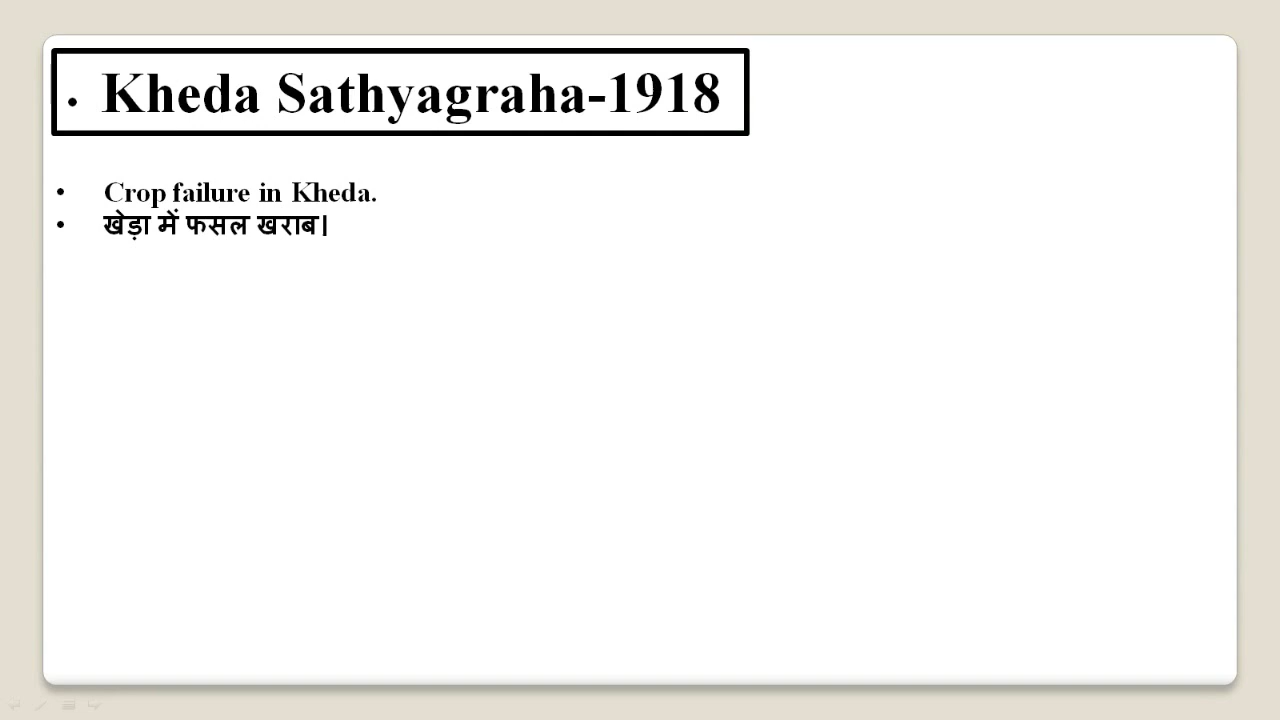 • Kheda Sathyagraha-1918
• Crop failure in Kheda.
• खेड़ा में फसल खराब।